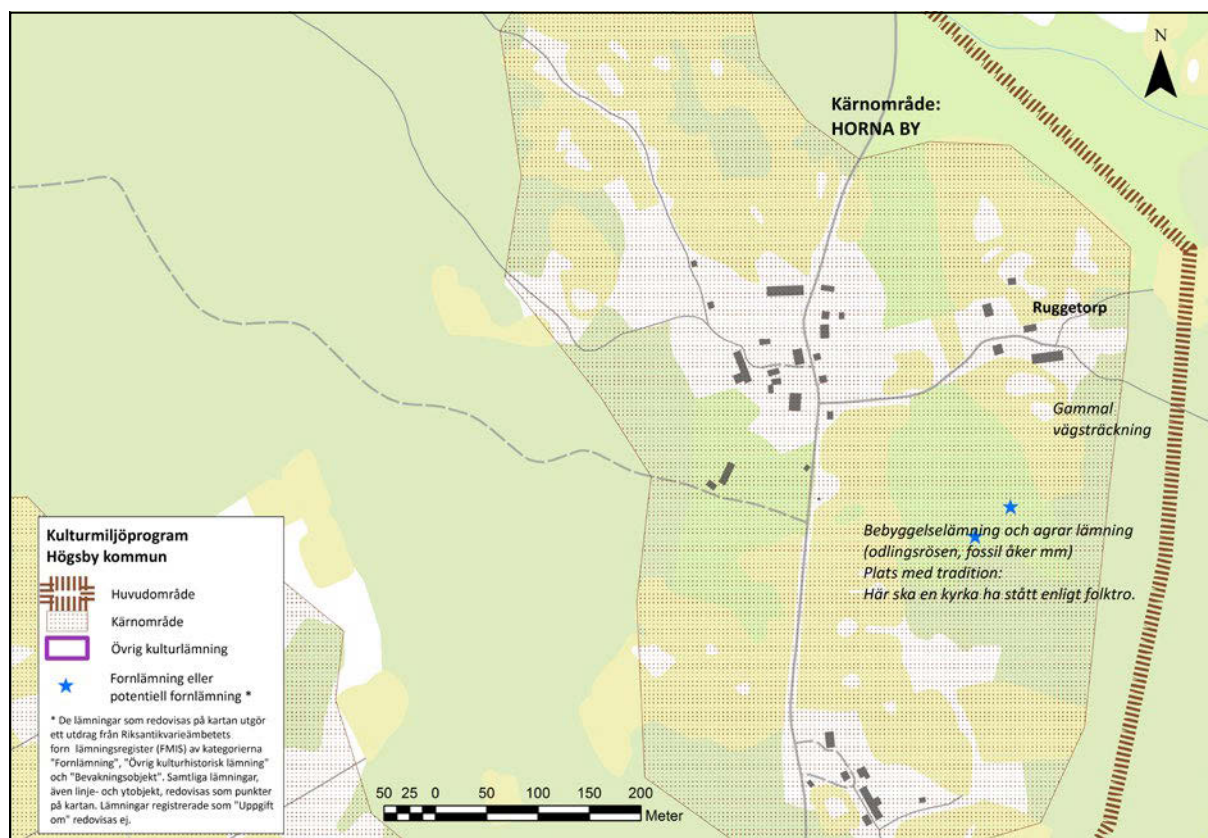 N
Kärnområde:
HORNA BY
Ruggetorp
Gammal
vägsträckning
Bebyggelselämning och agrar lämning
(odlingsrösen, fossil åker mm)
Plats med tradition:
Här ska en kyrka ha stått enligt folktro.
Kulturmiljöprogram
Högsby kommun
Huvudområde
Kärnområde
Övrig kulturlämning
Fornlämning eller
potentiell fornlämning *
* De lämningar som redovisas på kartan utgör
ett utdrag från Riksantikvarieämbetets
forn lämningsregister (FMIS) av kategorierna
"Fornlämning", "Övrig kulturhistorisk lämning"
och "Bevakningsobjekt". Samtliga lämningar,
även linje- och ytobjekt, redovisas som punkter
på kartan. Lämningar registrerade som "Uppgift
om" redovisas ej.
50 25 0 50 100 150 200
Meter